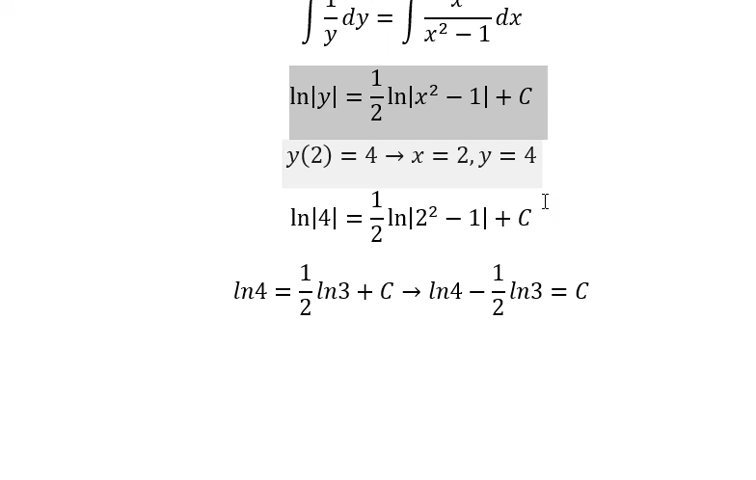 ∫ 1/y dy = ∫ x/(x² − 1) dx
ln|y| = 1/2 ln|x² − 1| + C
y(2) = 4 → x = 2, y = 4
ln|4| = 1/2 ln|2² − 1| + C
ln4 = 1/2 ln3 + C → ln4 − 1/2 ln3 = C